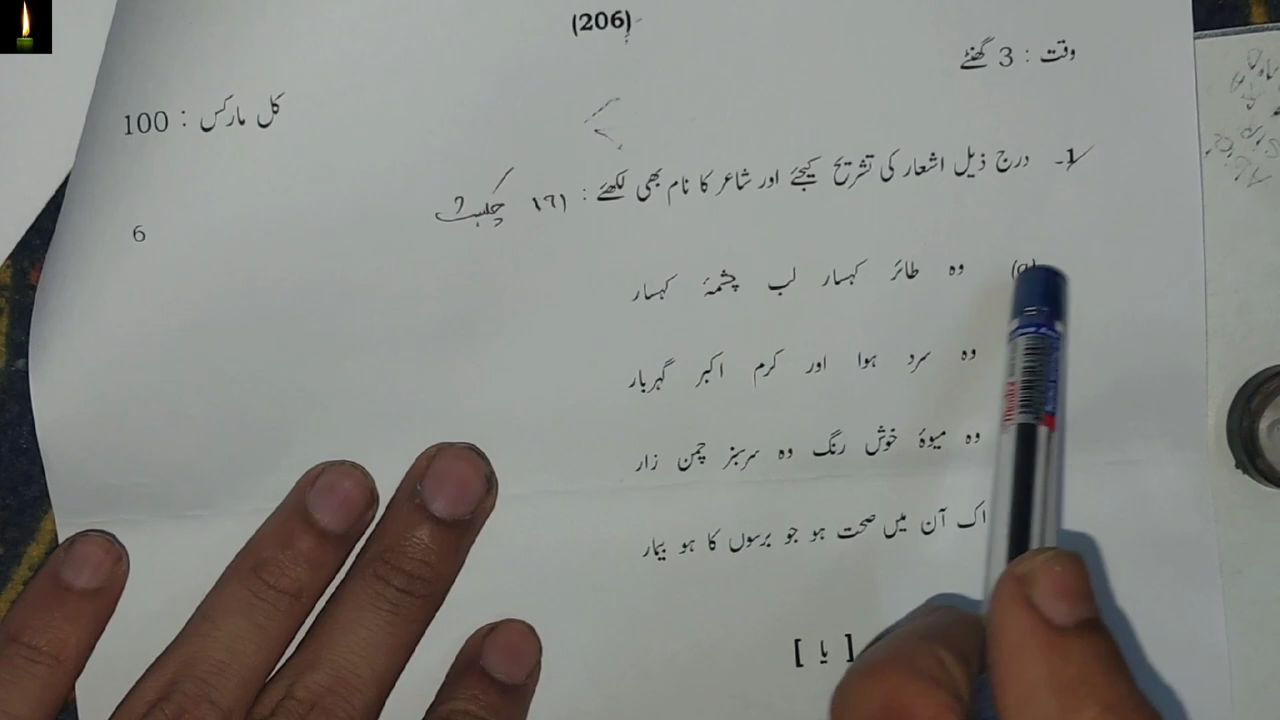 (206)
وقت : 3 گھنٹے
کل مارکس : 100
1- درج ذیل اشعار کی تشریح کیجئے اور شاعر کا نام بھی لکھئے : ۱۶۱ چکبست
6
(a) وہ طائر کہسار لب چشمۂ کہسار
وہ سرد ہوا اور کرم اکبر گہربار
وہ میوۂ خوش رنگ وہ سرسبز چمن زار
اک آن میں صحت ہو جو برسوں کا ہو بیمار
[ یا ]